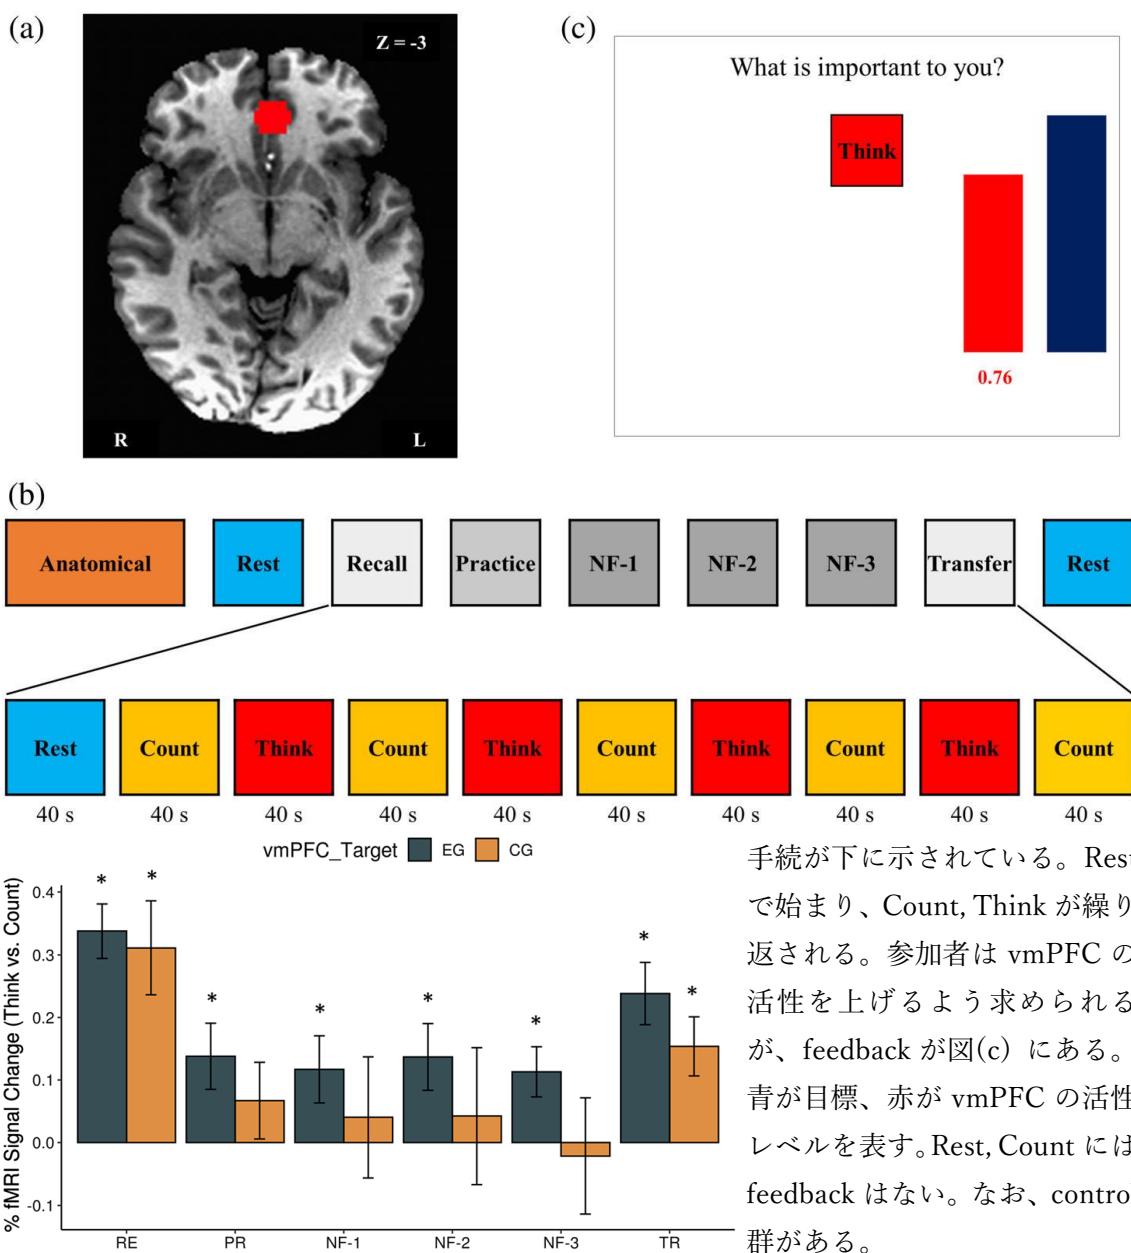 (a)
Z = -3
R
L
(c)
What is important to you?
Think
0.76
(b)
Anatomical Rest Recall Practice NF-1 NF-2 NF-3 Transfer Rest
Rest Count Think Count Think Count Think Count Think Count
40 s 40 s 40 s 40 s 40 s 40 s 40 s 40 s 40 s 40 s
vmPFC_Target EG CG
% fMRI Signal Change (Think vs. Count)
0.4
0.3
0.2
0.1
0.0
-0.1
* * * * * * * *
RE PR NF-1 NF-2 NF-3 TR
手続が下に示されている。Rest
で始まり、Count, Think が繰り
返される。参加者は vmPFC の
活性を上げるよう求められる
が、feedback が図(c) にある。
青が目標、赤が vmPFC の活性
レベルを表す。Rest, Count には
feedback はない。なお、control
群がある。